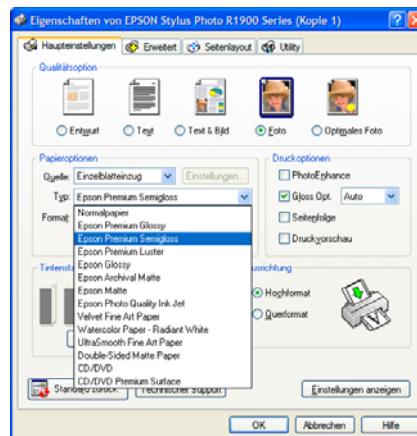 Eigenschaften von EPSON Stylus Photo R1900 Series (Kopie 1)
Haupteinstellungen Erweitert Seitenlayout Utility
Qualitätsoption
Entwurf Text Text & Bild Foto Optimales Foto
Papieroptionen
Quelle: Einzelblatteinzug Einstellungen...
Typ: Epson Premium Semigloss
Format:
Normalpapier
Epson Premium Glossy
Epson Premium Semigloss
Epson Premium Luster
Epson Glossy
Epson Archival Matte
Epson Matte
Epson Photo Quality Ink Jet
Velvet Fine Art Paper
Watercolor Paper - Radiant White
UltraSmooth Fine Art Paper
Double-Sided Matte Paper
CD/DVD
CD/DVD Premium Surface
Druckoptionen
PhotoEnhance
Gloss Opt. Auto
Seitenfolge
Druckvorschau
Hochformat
Querformat
Technischer Support
Einstellungen anzeigen
OK Abbrechen Hilfe